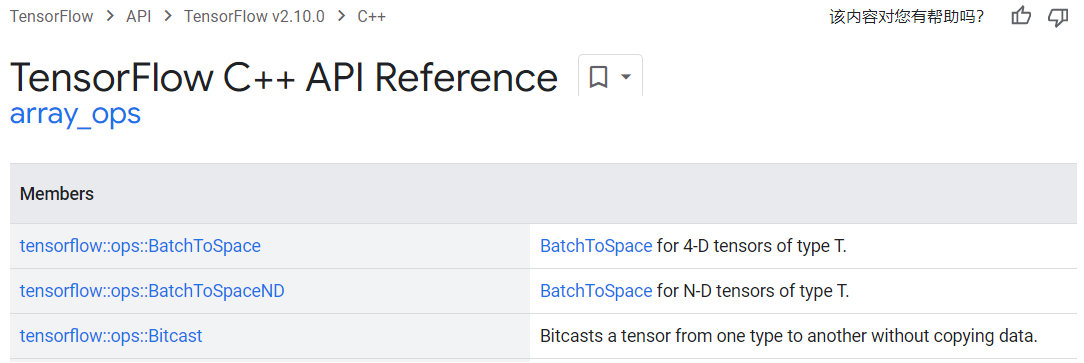 TensorFlow > API > TensorFlow v2.10.0 > C++ 该内容对您有帮助吗?
TensorFlow C++ API Reference
array_ops
Members
tensorflow::ops::BatchToSpace BatchToSpace for 4-D tensors of type T.
tensorflow::ops::BatchToSpaceND BatchToSpace for N-D tensors of type T.
tensorflow::ops::Bitcast Bitcasts a tensor from one type to another without copying data.